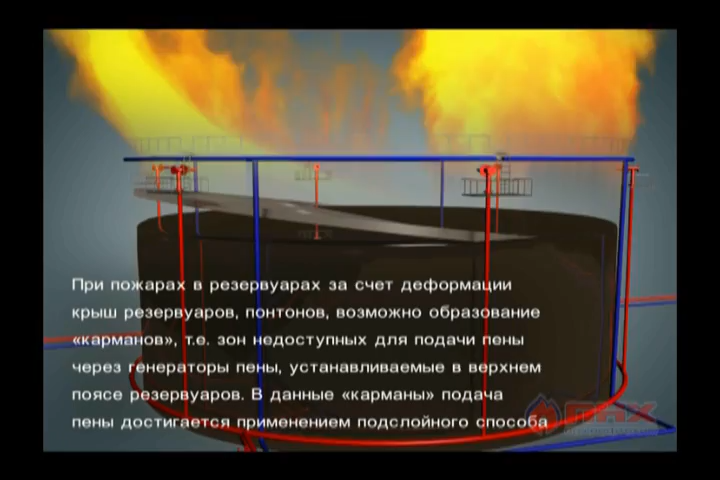 При пожарах в резервуарах за счет деформации
крыш резервуаров, понтонов, возможно образование
«карманов», т.е. зон недоступных для подачи пены
через генераторы пены, устанавливаемые в верхнем
поясе резервуаров. В данные «карманы» подача
пены достигается применением подслойного способа